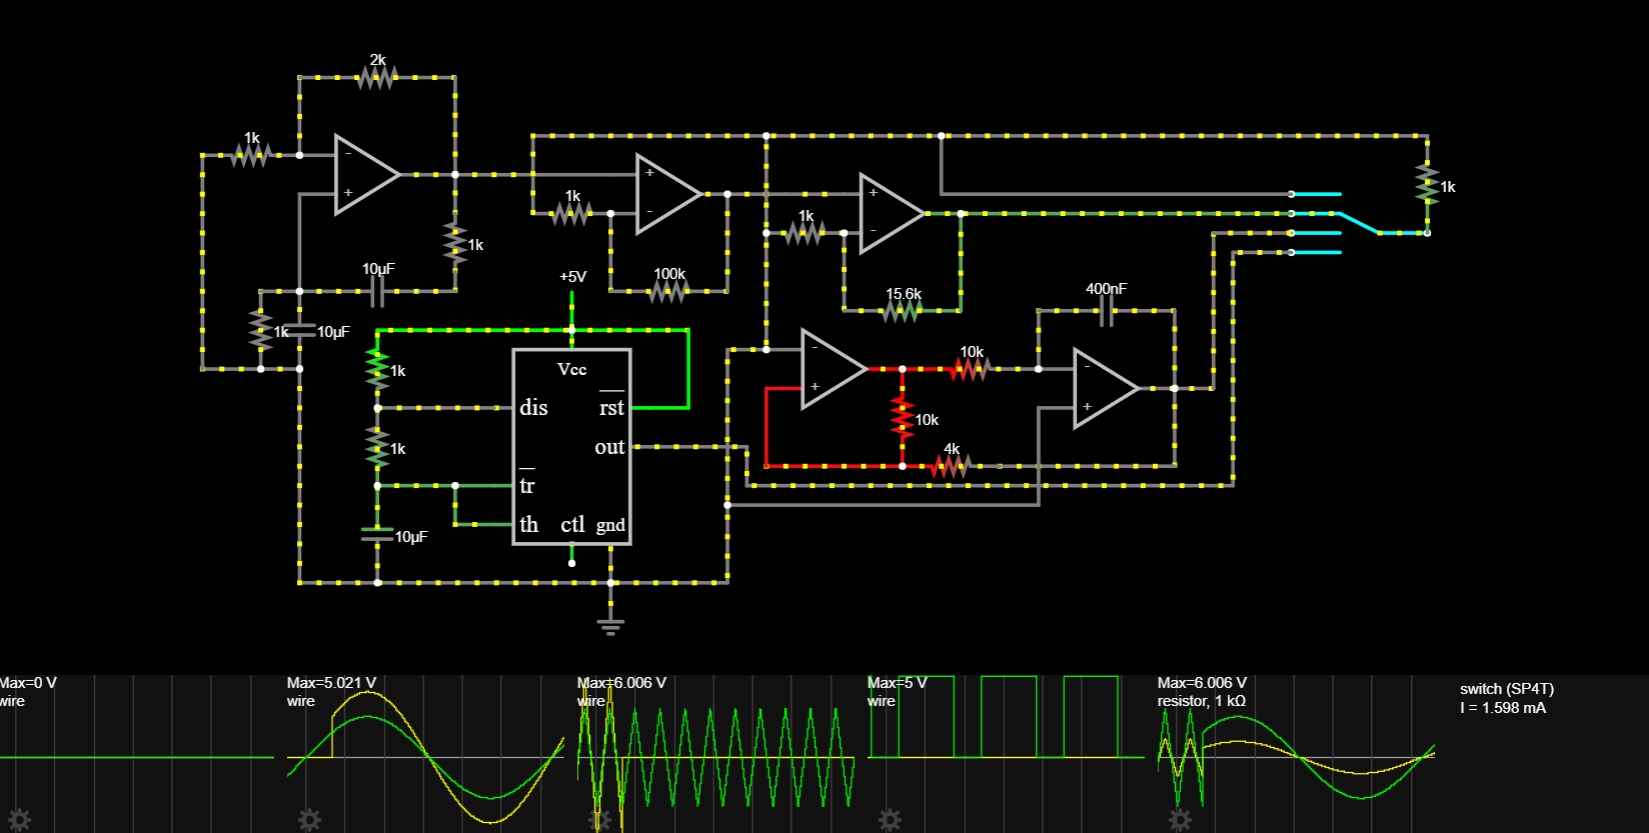 2k
1k
-
+
1k
10µF
1k
10µF
1k
+
-
100k
1k
+
-
15.6k
1k
+5V
Vcc
dis
rst
out
tr
th
ctl
gnd
1k
1k
10µF
-
+
10k
10k
4k
400nF
-
+
Max=0 V
wire
Max=5.021 V
wire
Max=6.006 V
wire
Max=5 V
wire
Max=6.006 V
resistor, 1 kΩ
switch (SP4T)
I = 1.598 mA